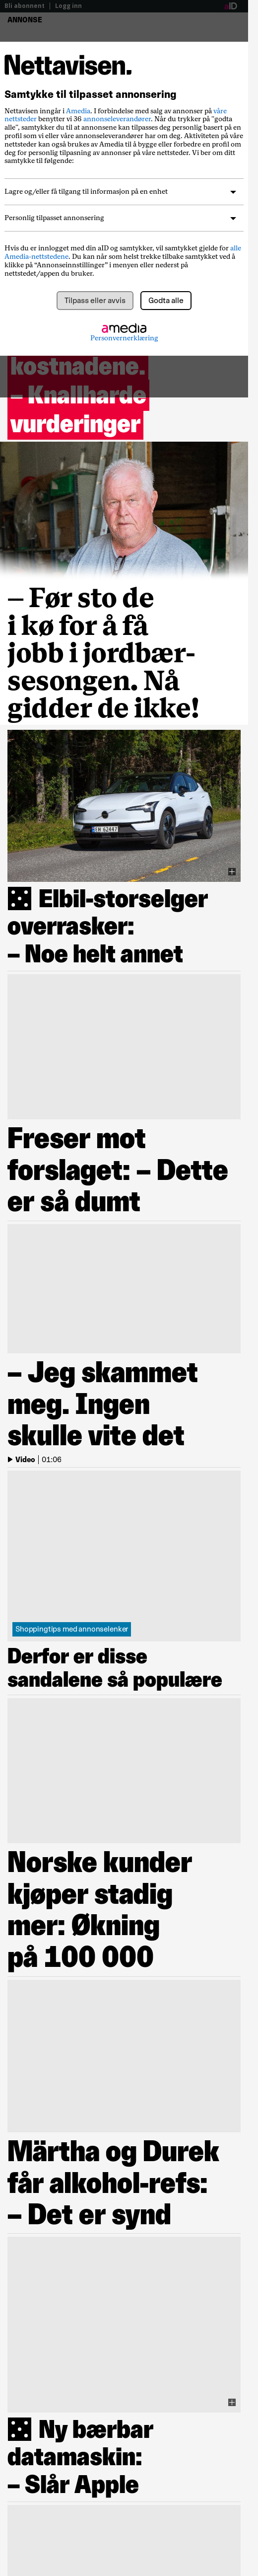 Bli abonnent | Logg inn
aID
ANNONSE
Nettavisen.
Samtykke til tilpasset annonsering
Nettavisen inngår i Amedia. I forbindelse med salg av annonser på våre
nettsteder benytter vi 36 annonseleverandører. Når du trykker på "godta
alle", samtykker du til at annonsene kan tilpasses deg personlig basert på en
profil som vi eller våre annonseleverandører har om deg. Aktiviteten på våre
nettsteder kan også brukes av Amedia til å bygge eller forbedre en profil om
deg for personlig tilpasning av annonser på våre nettsteder. Vi ber om ditt
samtykke til følgende:
Lagre og/eller få tilgang til informasjon på en enhet
Personlig tilpasset annonsering
Hvis du er innlogget med din aID og samtykker, vil samtykket gjelde for alle
Amedia-nettstedene. Du kan når som helst trekke tilbake samtykket ved å
klikke på “Annonseinnstillinger” i menyen eller nederst på
nettstedet/appen du bruker.
Tilpass eller avvis
Godta alle
amedia
Personvernerklæring
kostnadene.
– Knallharde
vurderinger
– Før sto de
i kø for å få
jobb i jordbær-
sesongen. Nå
gidder de ikke!
Elbil-storselger
overrasker:
– Noe helt annet
Freser mot
forslaget: – Dette
er så dumt
– Jeg skammet
meg. Ingen
skulle vite det
Video | 01:06
Shoppingtips med annonselenker
Derfor er disse
sandalene så populære
Norske kunder
kjøper stadig
mer: Økning
på 100 000
Märtha og Durek
får alkohol-refs:
– Det er synd
Ny bærbar
datamaskin:
– Slår Apple